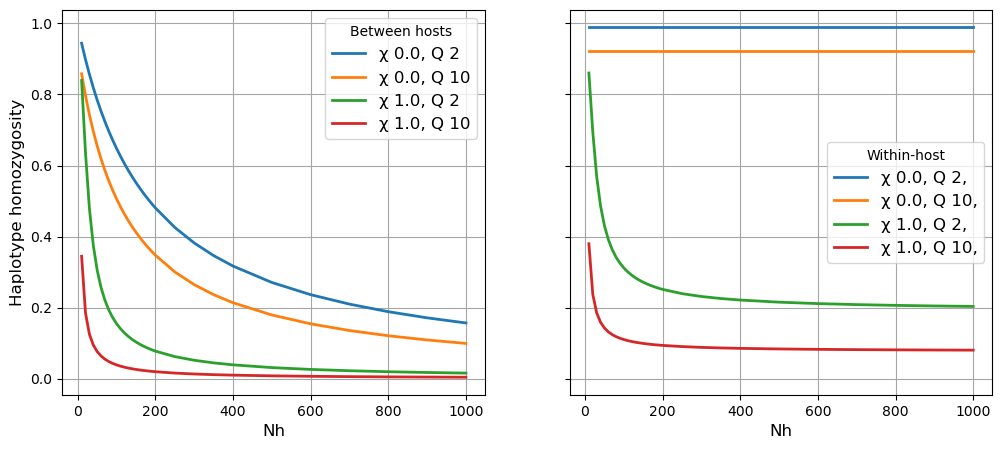 Haplotype homozygosity
1.0
0.8
0.6
0.4
0.2
0.0
Between hosts
χ 0.0, Q 2
χ 0.0, Q 10
χ 1.0, Q 2
χ 1.0, Q 10
0 200 400 600 800 1000
Nh
Within-host
χ 0.0, Q 2,
χ 0.0, Q 10,
χ 1.0, Q 2,
χ 1.0, Q 10,
0 200 400 600 800 1000
Nh